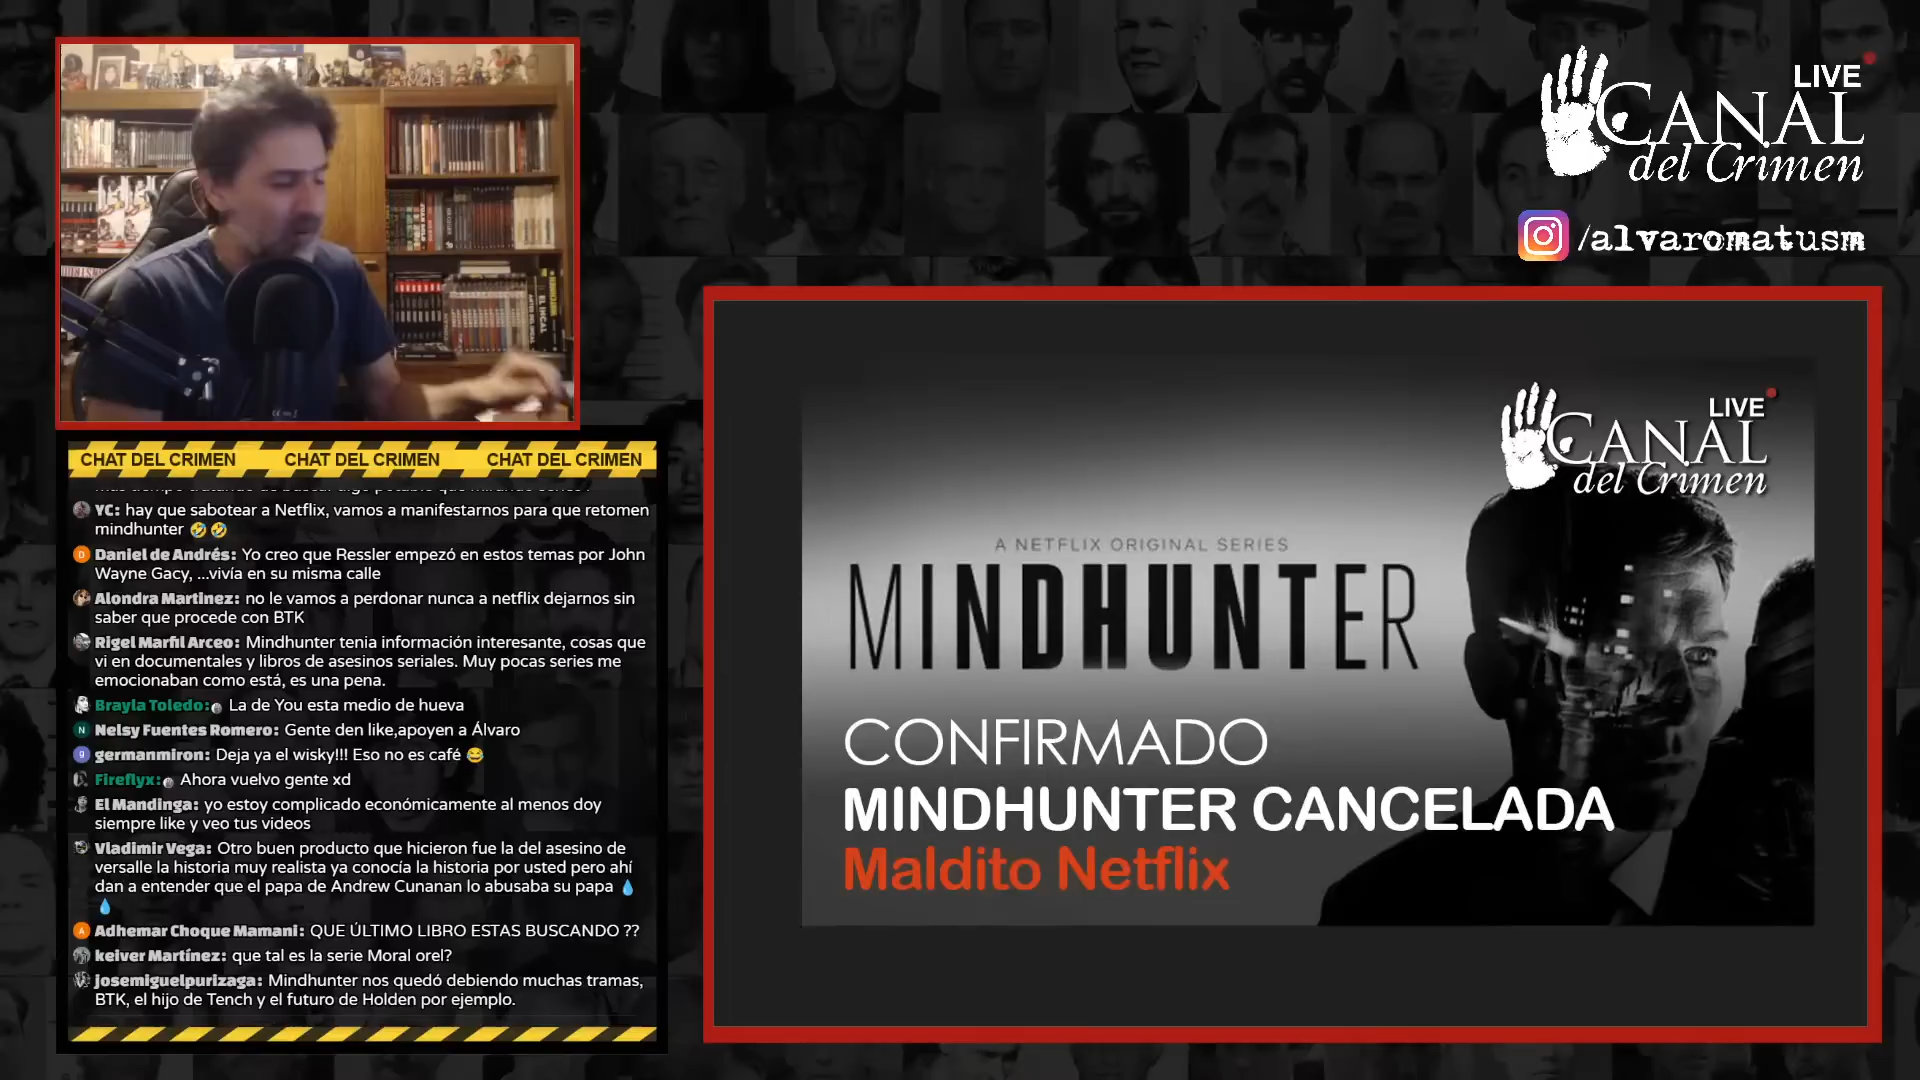 LIVE
CANAL
del Crimen
/alvaromatusm
CHAT DEL CRIMEN CHAT DEL CRIMEN CHAT DEL CRIMEN
YC: hay que sabotear a Netflix, vamos a manifestarnos para que retomen
mindhunter 🤣 🤣
Daniel de Andrés: Yo creo que Ressler empezó en estos temas por John
Wayne Gacy, ...vivía en su misma calle
Alondra Martinez: no le vamos a perdonar nunca a netflix dejarnos sin
saber que procede con BTK
Rigel Marfil Arceo: Mindhunter tenia información interesante, cosas que
vi en documentales y libros de asesinos seriales. Muy pocas series me
emocionaban como está, es una pena.
Brayla Toledo: La de You esta medio de hueva
Nelsy Fuentes Romero: Gente den like,apoyen a Álvaro
germanmiron: Deja ya el wisky!!! Eso no es café 😂
Fireflyx: Ahora vuelvo gente xd
El Mandinga: yo estoy complicado económicamente al menos doy
siempre like y veo tus videos
Vladimir Vega: Otro buen producto que hicieron fue la del asesino de
versalle la historia muy realista ya conocía la historia por usted pero ahí
dan a entender que el papa de Andrew Cunanan lo abusaba su papa 💧
💧
Adhemar Choque Mamani: QUE ÚLTIMO LIBRO ESTAS BUSCANDO ??
keiver Martínez: que tal es la serie Moral orel?
josemiguelpurizaga: Mindhunter nos quedó debiendo muchas tramas,
BTK, el hijo de Tench y el futuro de Holden por ejemplo.
LIVE
CANAL
del Crimen
A NETFLIX ORIGINAL SERIES
MINDHUNTER
CONFIRMADO
MINDHUNTER CANCELADA
Maldito Netflix